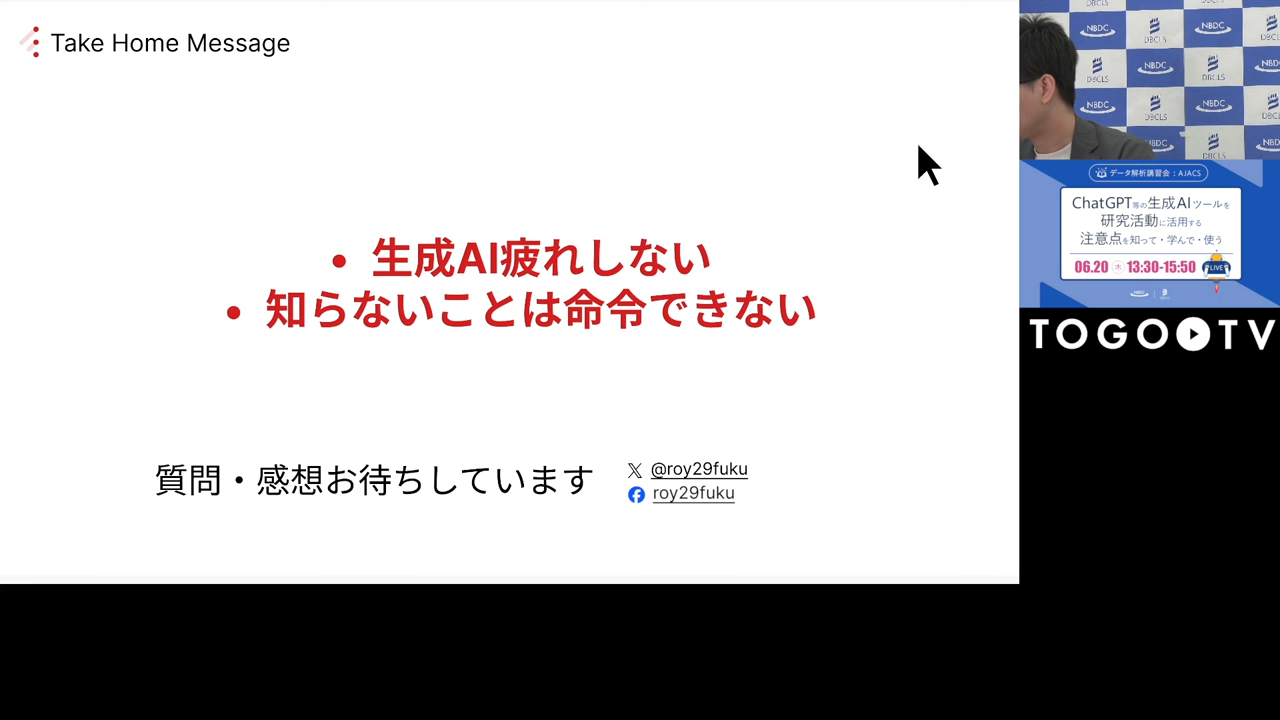 Take Home Message
• 生成AI疲れしない
• 知らないことは命令できない
質問・感想お待ちしています
@roy29fuku
roy29fuku
NBDC
DBCLS
データ解析講習会：AJACS
ChatGPT等の生成AIツールを
研究活動に活用する
注意点を知って・学んで・使う
06.20 木 13:30-15:50
LIVE
TOGO TV